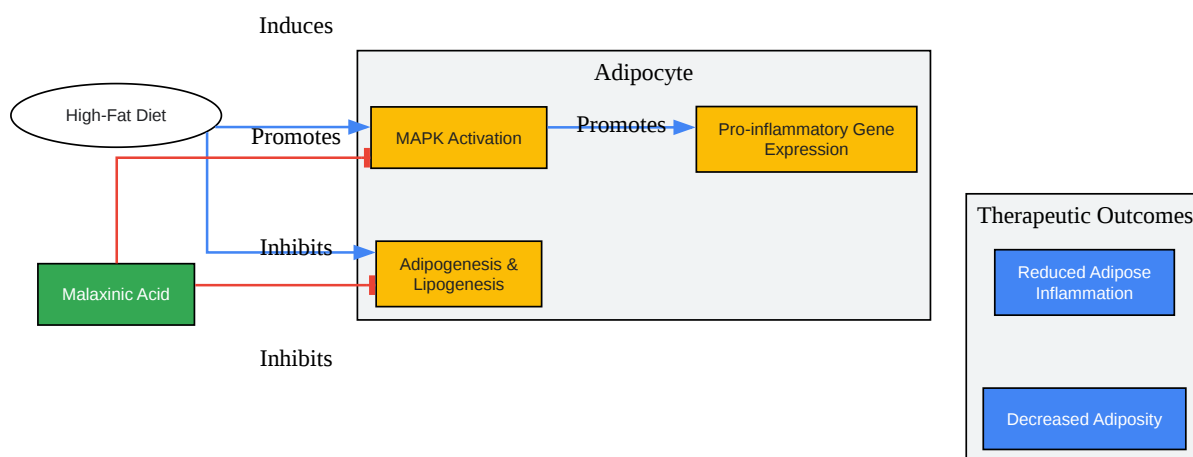 Induces
Adipocyte
High-Fat Diet
Promotes
MAPK Activation
Promotes
Pro-inflammatory Gene
Expression
Inhibits
Adipogenesis &
Lipogenesis
Malaxinic Acid
Inhibits
Therapeutic Outcomes
Reduced Adipose
Inflammation
Decreased Adiposity